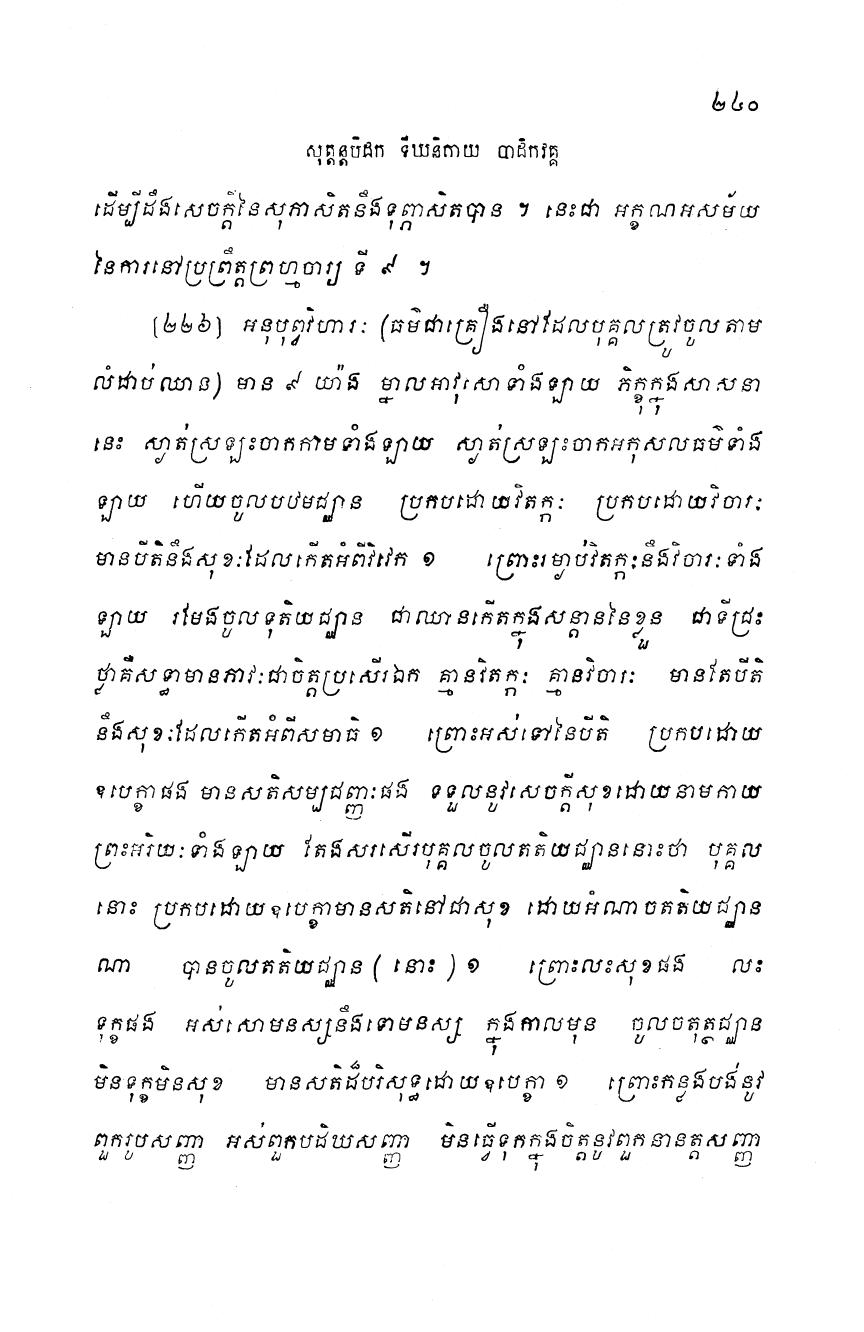 ២៤០
សុត្តន្តបិដក ទីឃនិកាយ បាដិកវគ្គ
ដើម្បីដឹងសេចក្តីនៃសុភាសិតនឹងទុព្ភាសិតបាន ។ នេះជា អក្ខណអសម័យ
នៃការនៅប្រព្រឹត្តព្រហ្មចារ្យ ទី ៩ ។
[២២៦] អនុបុព្វវិហារៈ (ធម៌ជាគ្រឿងនៅដែលបុគ្គលត្រូវចូលតាម
លំដាប់ឈាន) មាន ៩ យ៉ាង ម្នាលអាវុសោទាំងឡាយ ភិក្ខុក្នុងសាសនា
នេះ ស្ងាត់ស្រឡះចាកកាមទាំងឡាយ ស្ងាត់ស្រឡះចាកអកុសលធម៌ទាំង
ឡាយ ហើយចូលបឋមជ្ឈាន ប្រកបដោយវិតក្កៈ ប្រកបដោយវិចារៈ
មានបីតិនឹងសុខៈដែលកើតអំពីវិវេក ១ ព្រោះរម្ងាប់វិតក្កៈនឹងវិចារៈទាំង
ឡាយ រមែងចូលទុតិយជ្ឈាន ជាឈានកើតក្នុងសន្តាននៃខ្លួន ជាទីជ្រះ
ថ្លាគឺសទ្ធាមានភាវៈជាចិត្តប្រសើរឯក គ្មានវិតក្កៈ គ្មានវិចារៈ មានតែបីតិ
នឹងសុខៈដែលកើតអំពីសមាធិ ១ ព្រោះអស់ទៅនៃបីតិ ប្រកបដោយ
ឧបេក្ខាផង មានសតិសម្បជញ្ញៈផង ទទួលនូវសេចក្តីសុខដោយនាមកាយ
ព្រះអរិយៈទាំងឡាយ តែងសរសើរបុគ្គលចូលតតិយជ្ឈាននោះថា បុគ្គល
នោះ ប្រកបដោយឧបេក្ខាមានសតិនៅជាសុខ ដោយអំណាចតតិយជ្ឈាន
ណា បានចូលតតិយជ្ឈាន ( នោះ ) ១ ព្រោះលះសុខផង លះ
ទុក្ខផង អស់សោមនស្សនឹងទោមនស្ស ក្នុងកាលមុន ចូលចតុត្ថជ្ឈាន
មិនទុក្ខមិនសុខ មានសតិដ៏បរិសុទ្ធដោយឧបេក្ខា ១ ព្រោះកន្លងបង់នូវ
ពួករូបសញ្ញា អស់ពួកបដិឃសញ្ញា មិនធ្វើទុកក្នុងចិត្តនូវពួកនានត្តសញ្ញា